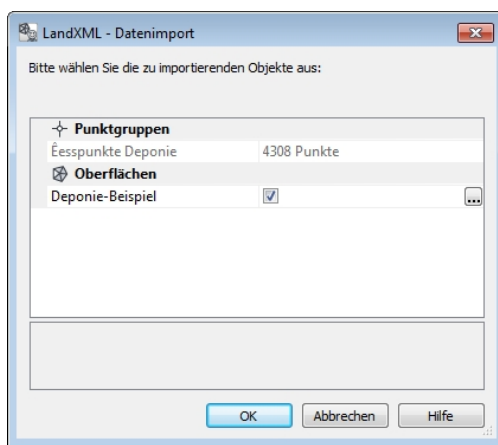 LandXML - Datenimport
Bitte wählen Sie die zu importierenden Objekte aus:
Punktgruppen
Êesspunkte Deponie 4308 Punkte
Oberflächen
Deponie-Beispiel ...
OK Abbrechen Hilfe